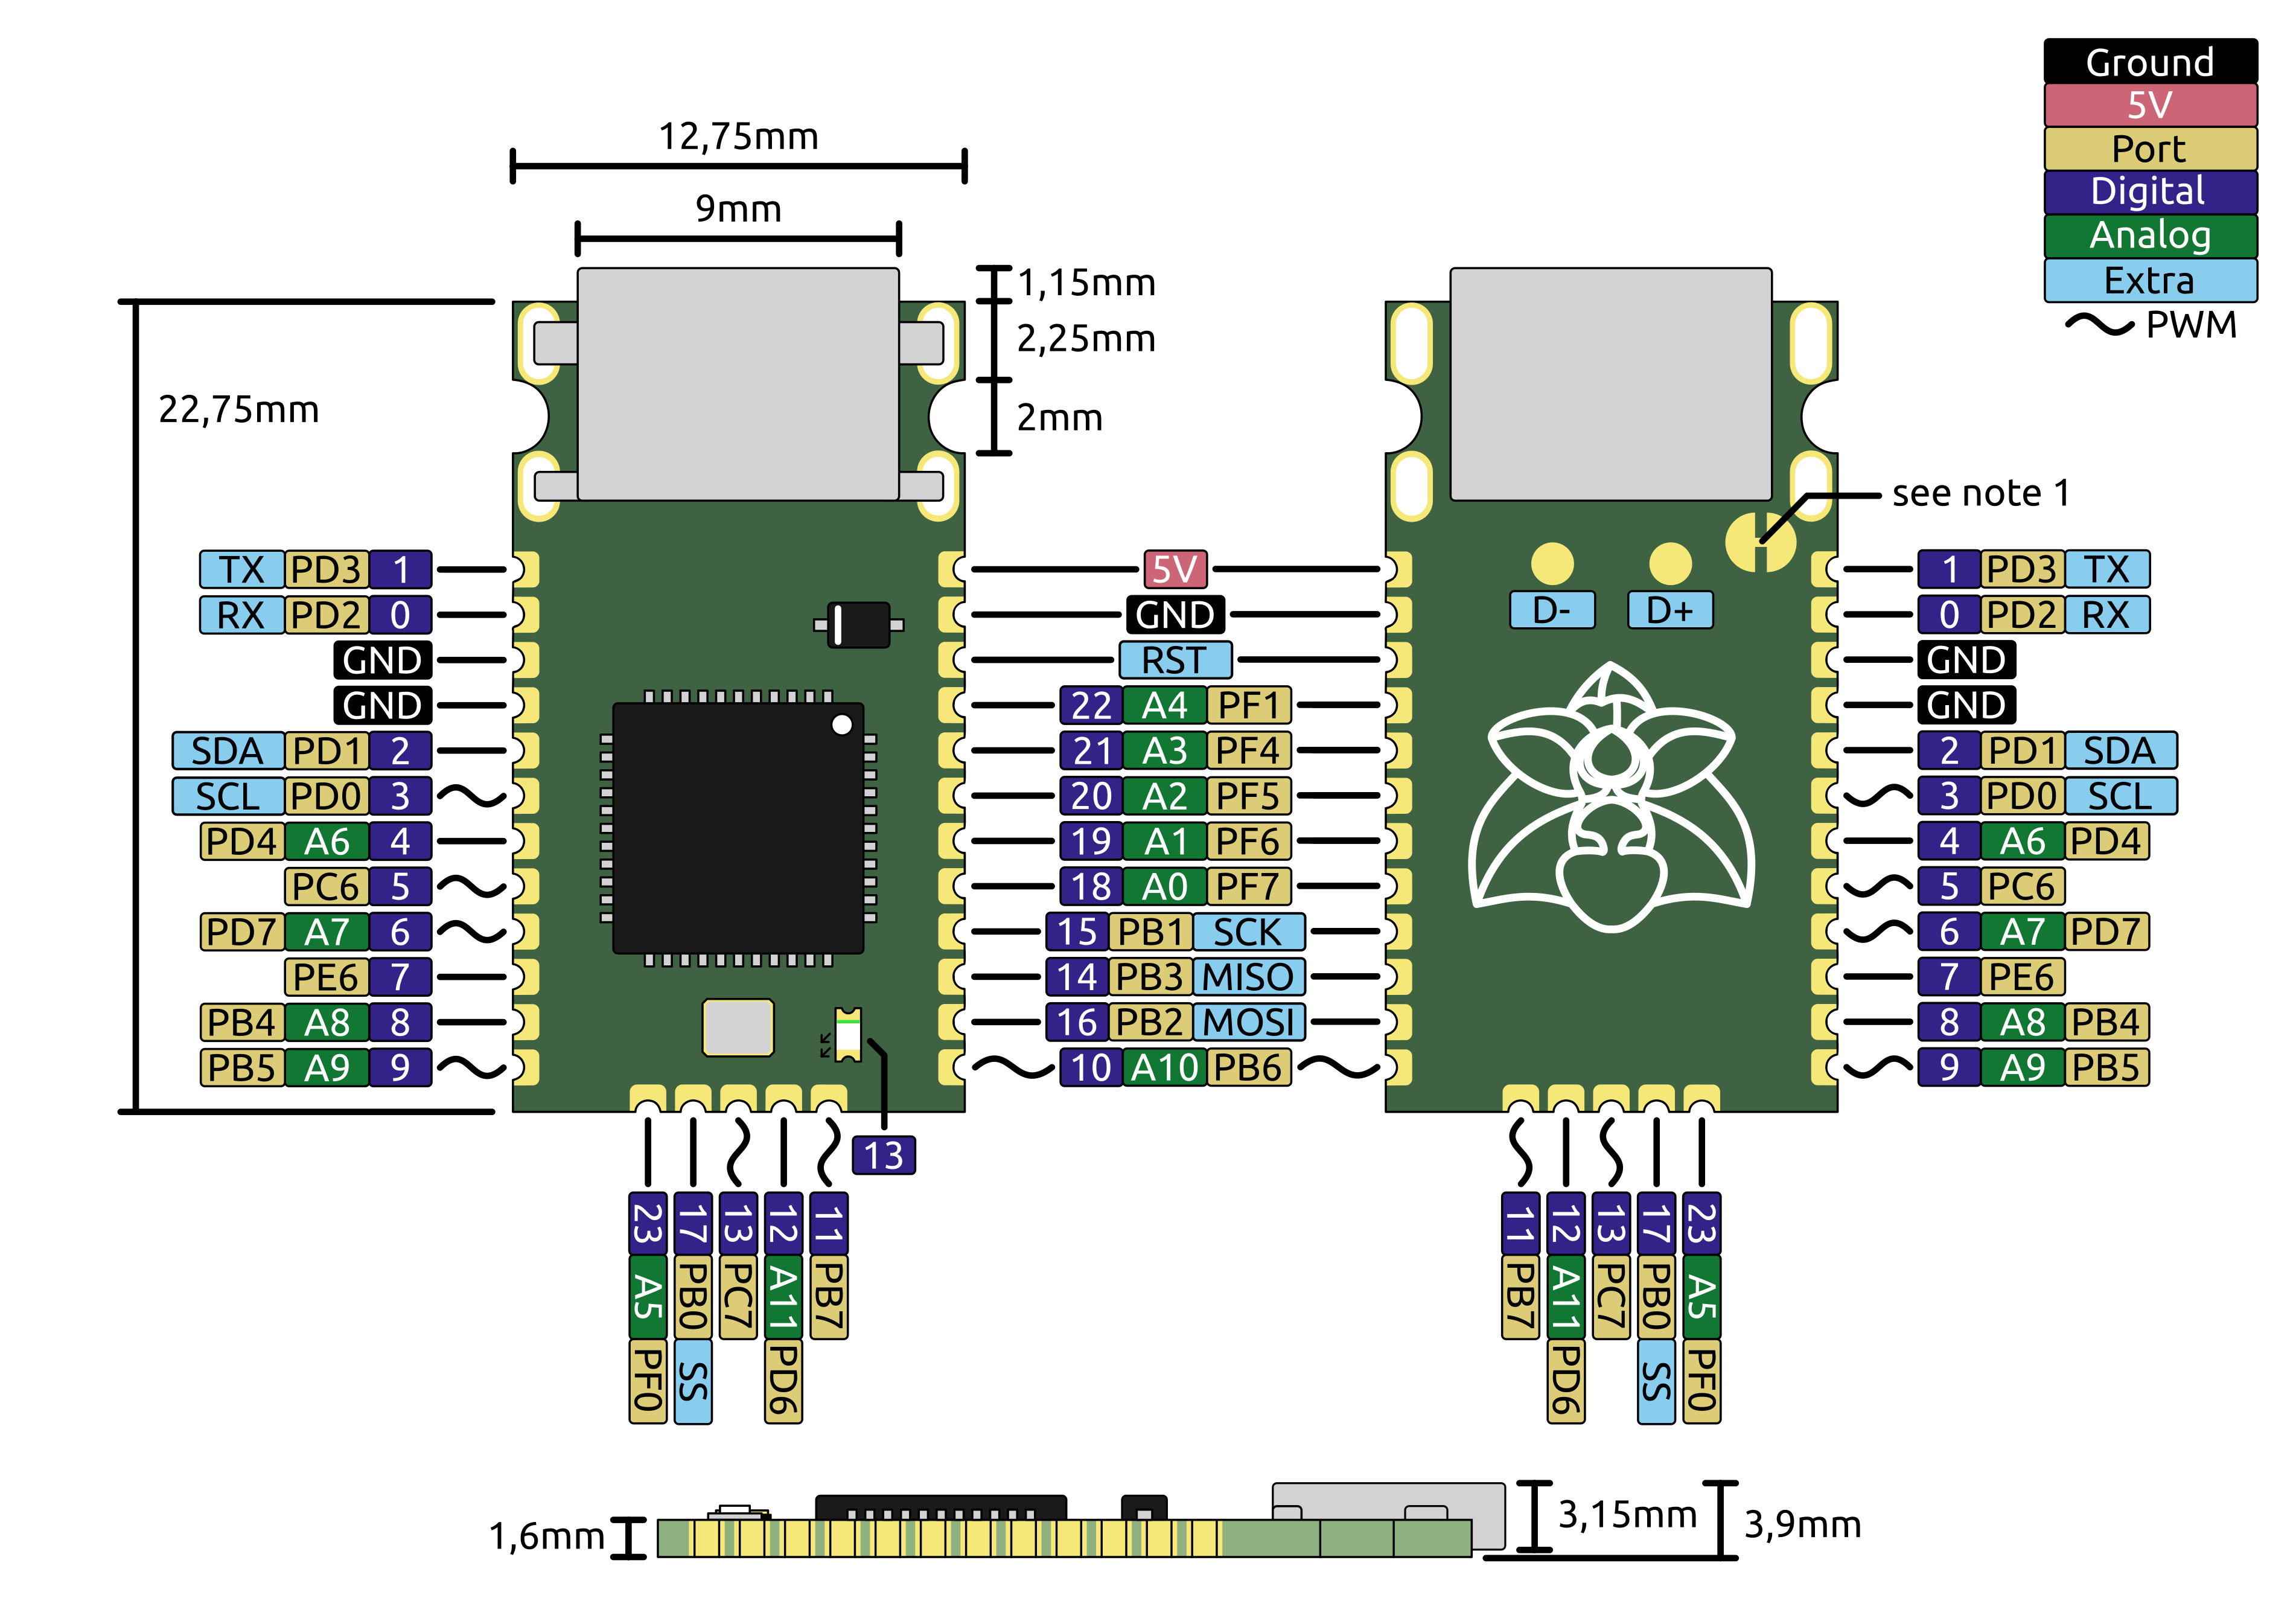 Ground
5V
Port
Digital
Analog
Extra
PWM
12,75mm
9mm
1,15mm
2,25mm
2mm
22,75mm
see note 1
TX PD3 1
RX PD2 0
GND
GND
SDA PD1 2
SCL PD0 3
PD4 A6 4
PC6 5
PD7 A7 6
PE6 7
PB4 A8 8
PB5 A9 9
5V
GND
RST
22 A4 PF1
21 A3 PF4
20 A2 PF5
19 A1 PF6
18 A0 PF7
15 PB1 SCK
14 PB3 MISO
16 PB2 MOSI
10 A10 PB6
D- D+
1 PD3 TX
0 PD2 RX
GND
GND
2 PD1 SDA
3 PD0 SCL
4 A6 PD4
5 PC6
6 A7 PD7
7 PE6
8 A8 PB4
9 A9 PB5
13
23 A5 PF0
17 PB0 SS
13 PC7
12 A11 PD6
11 PB7
11 PB7
12 A11 PD6
13 PC7
17 PB0 SS
23 A5 PF0
1,6mm
3,15mm
3,9mm